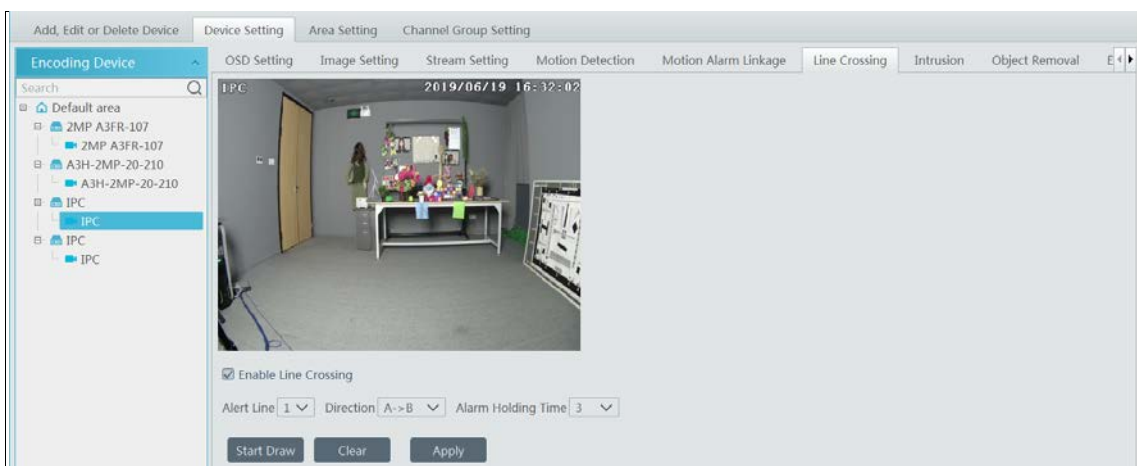 Add, Edit or Delete Device Device Setting Area Setting Channel Group Setting
Encoding Device OSD Setting Image Setting Stream Setting Motion Detection Motion Alarm Linkage Line Crossing Intrusion Object Removal E
Search
IPC 2019/06/19 16:32:02
Default area
2MP A3FR-107
2MP A3FR-107
A3H-2MP-20-210
A3H-2MP-20-210
IPC
IPC
IPC
IPC
Enable Line Crossing
Alert Line 1 Direction A->B Alarm Holding Time 3
Start Draw Clear Apply